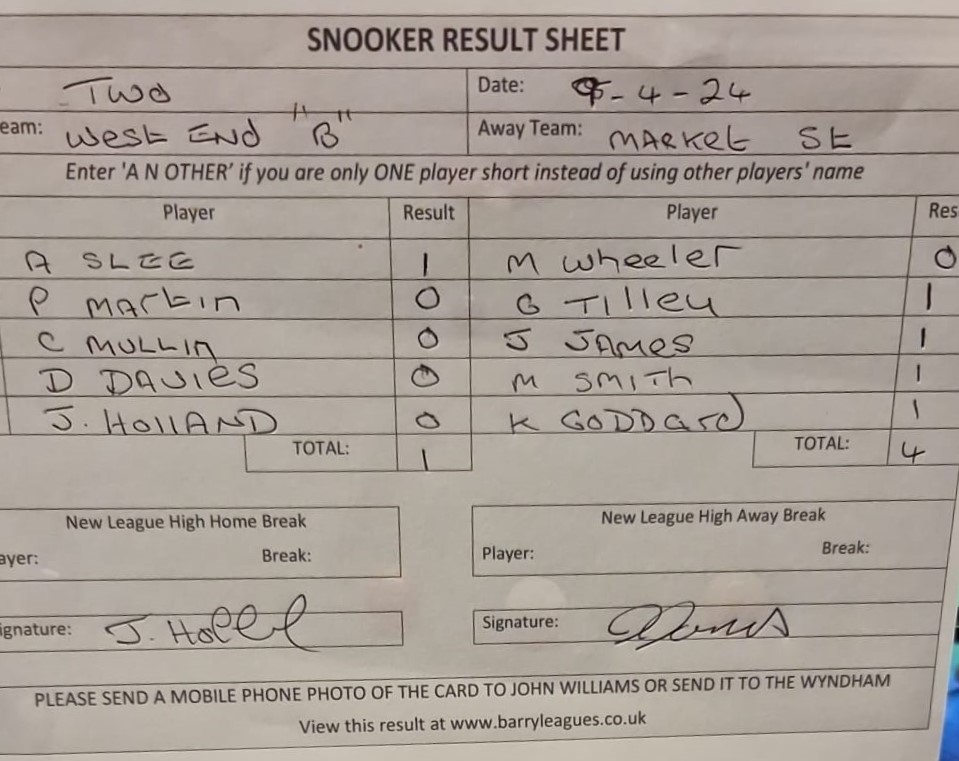 SNOOKER RESULT SHEET
Two Date: -4-24
eam: West END "B" Away Team: MARKet St
Enter 'A N OTHER' if you are only ONE player short instead of using other players' name
Player Result Player Res
A SLEE 1 M Wheeler 0
P MArtin 0 G Tilley 1
C MULLIn 0 J JAMes 1
D DAvies 0 M SMITh 1
J. HOllAND 0 K GODDard 1
TOTAL: 1 TOTAL: 4
New League High Home Break New League High Away Break
ayer: Break: Player: Break:
ignature: J. Holl Signature:
PLEASE SEND A MOBILE PHONE PHOTO OF THE CARD TO JOHN WILLIAMS OR SEND IT TO THE WYNDHAM
View this result at www.barryleagues.co.uk